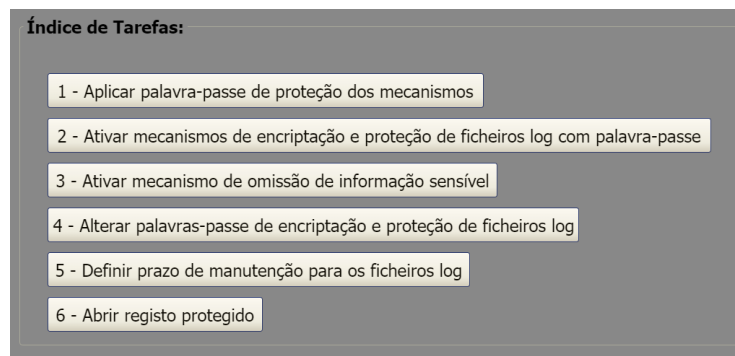 Índice de Tarefas:
1 - Aplicar palavra-passe de proteção dos mecanismos
2 - Ativar mecanismos de encriptação e proteção de ficheiros log com palavra-passe
3 - Ativar mecanismo de omissão de informação sensível
4 - Alterar palavras-passe de encriptação e proteção de ficheiros log
5 - Definir prazo de manutenção para os ficheiros log
6 - Abrir registo protegido